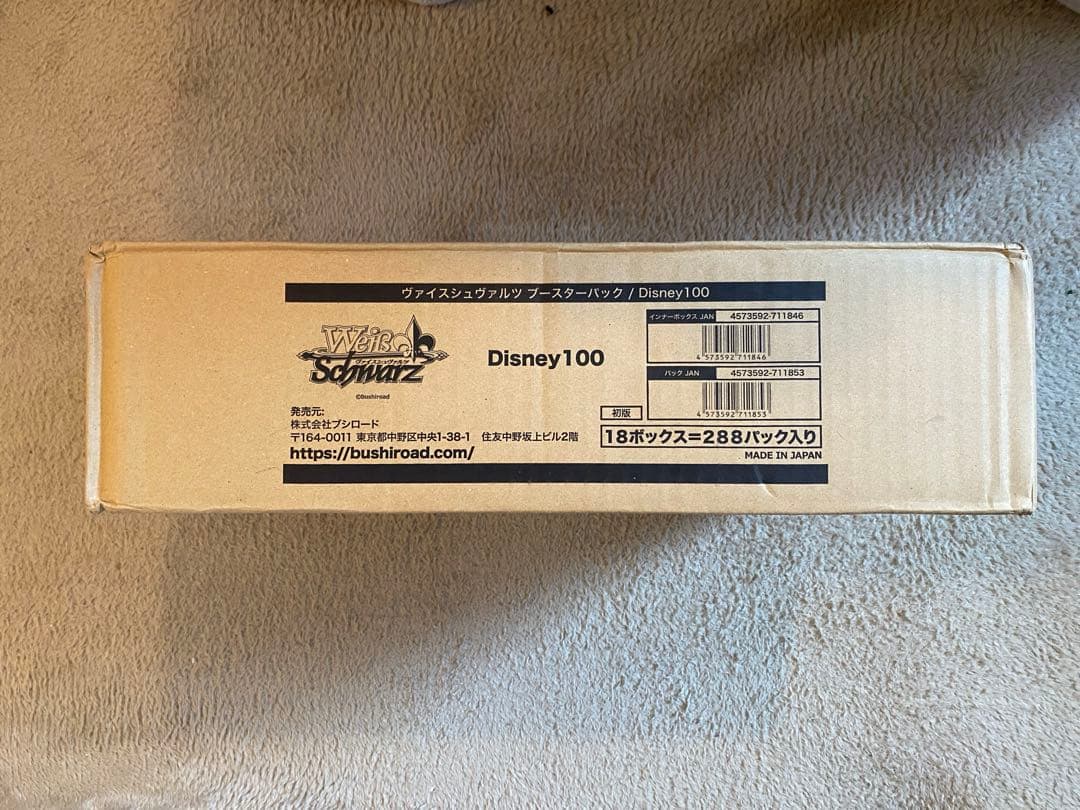 ヴァイスシュヴァルツ ブースターパック / Disney100
Weiß
ヴァイスシュヴァルツ
Schwarz
©Bushiroad
Disney100
インナーボックス JAN 4573592-711846
4 573592 711846
パック JAN 4573592-711853
4 573592 711853
発売元:
株式会社ブシロード
〒164-0011 東京都中野区中央1-38-1 住友中野坂上ビル2階
https://bushiroad.com/
初版
18ボックス=288パック入り
MADE IN JAPAN